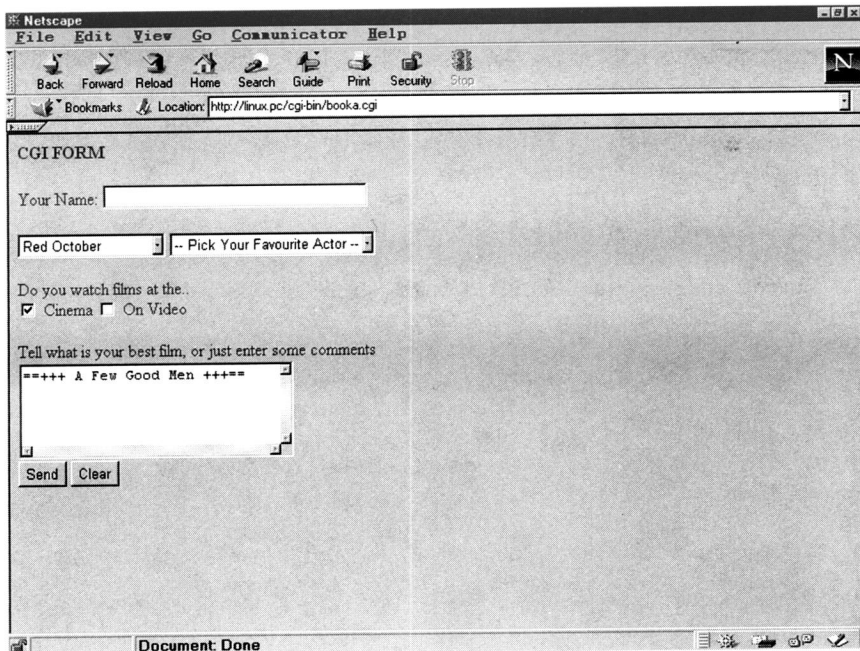 Netscape
File Edit View Go Communicator Help
Back Forward Reload Home Search Guide Print Security Stop
N
Bookmarks Location: http://linux.pc/cgi-bin/booka.cgi
CGI FORM
Your Name:
Red October -- Pick Your Favourite Actor --
Do you watch films at the..
Cinema On Video
Tell what is your best film, or just enter some comments
==+++ A Few Good Men +++==
Send Clear
Document: Done